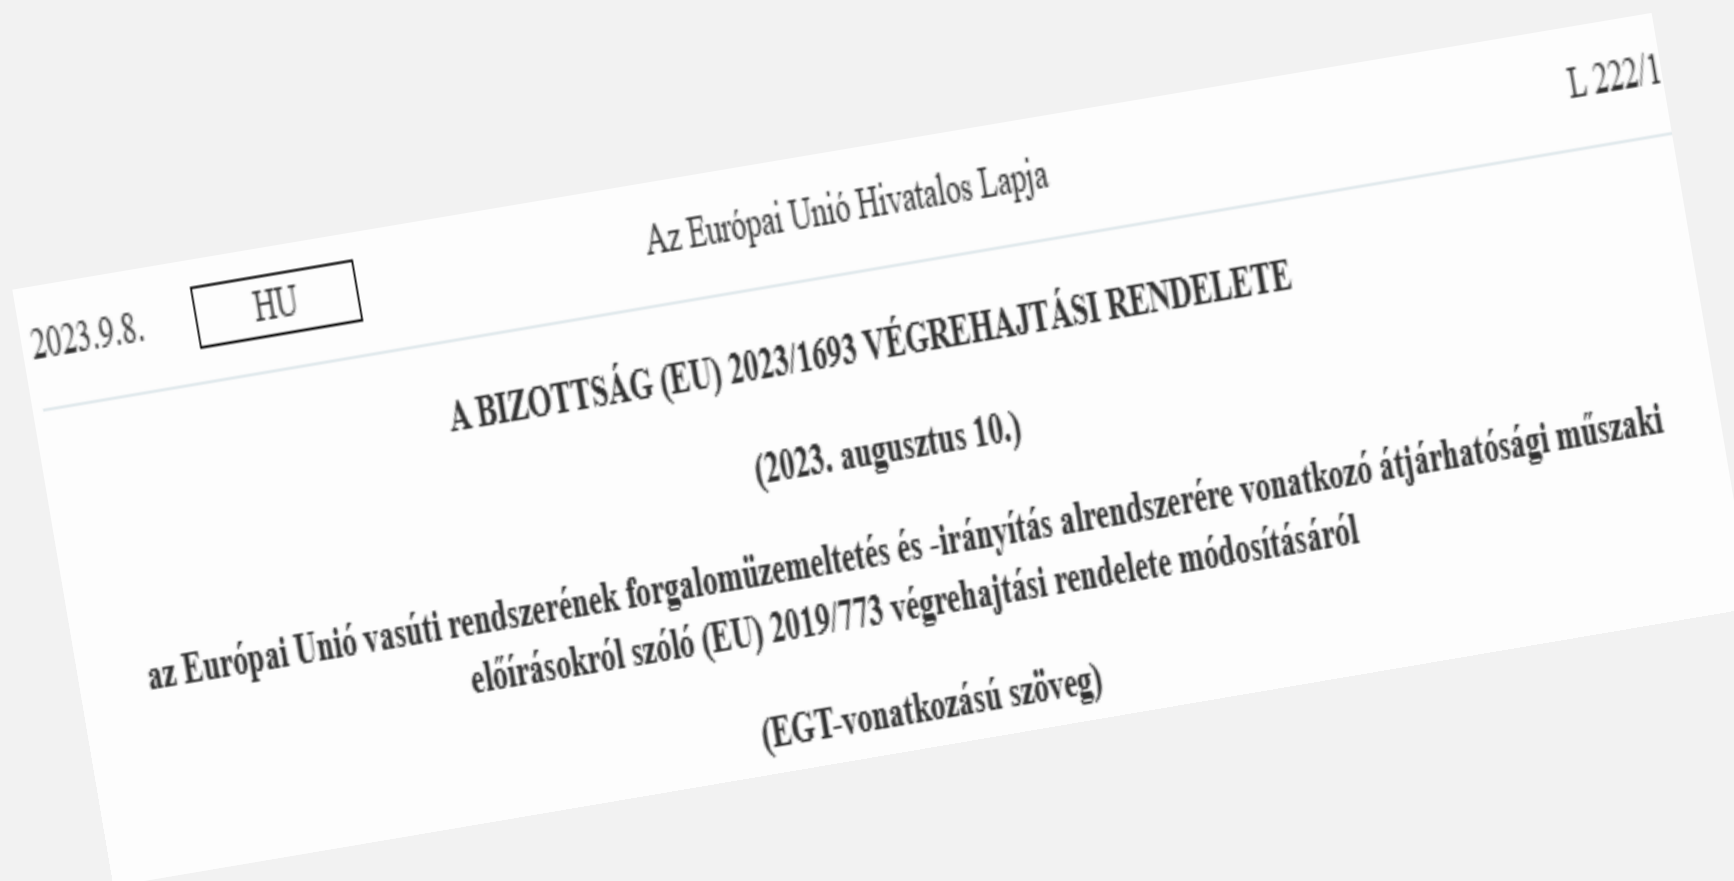 2023.9.8.
HU
Az Európai Unió Hivatalos Lapja
L 222/1
A BIZOTTSÁG (EU) 2023/1693 VÉGREHAJTÁSI RENDELETE
(2023. augusztus 10.)
az Európai Unió vasúti rendszerének forgalomüzemeltetés és -irányítás alrendszerére vonatkozó átjárhatósági műszaki
előírásokról szóló (EU) 2019/773 végrehajtási rendelete módosításáról
(EGT-vonatkozású szöveg)